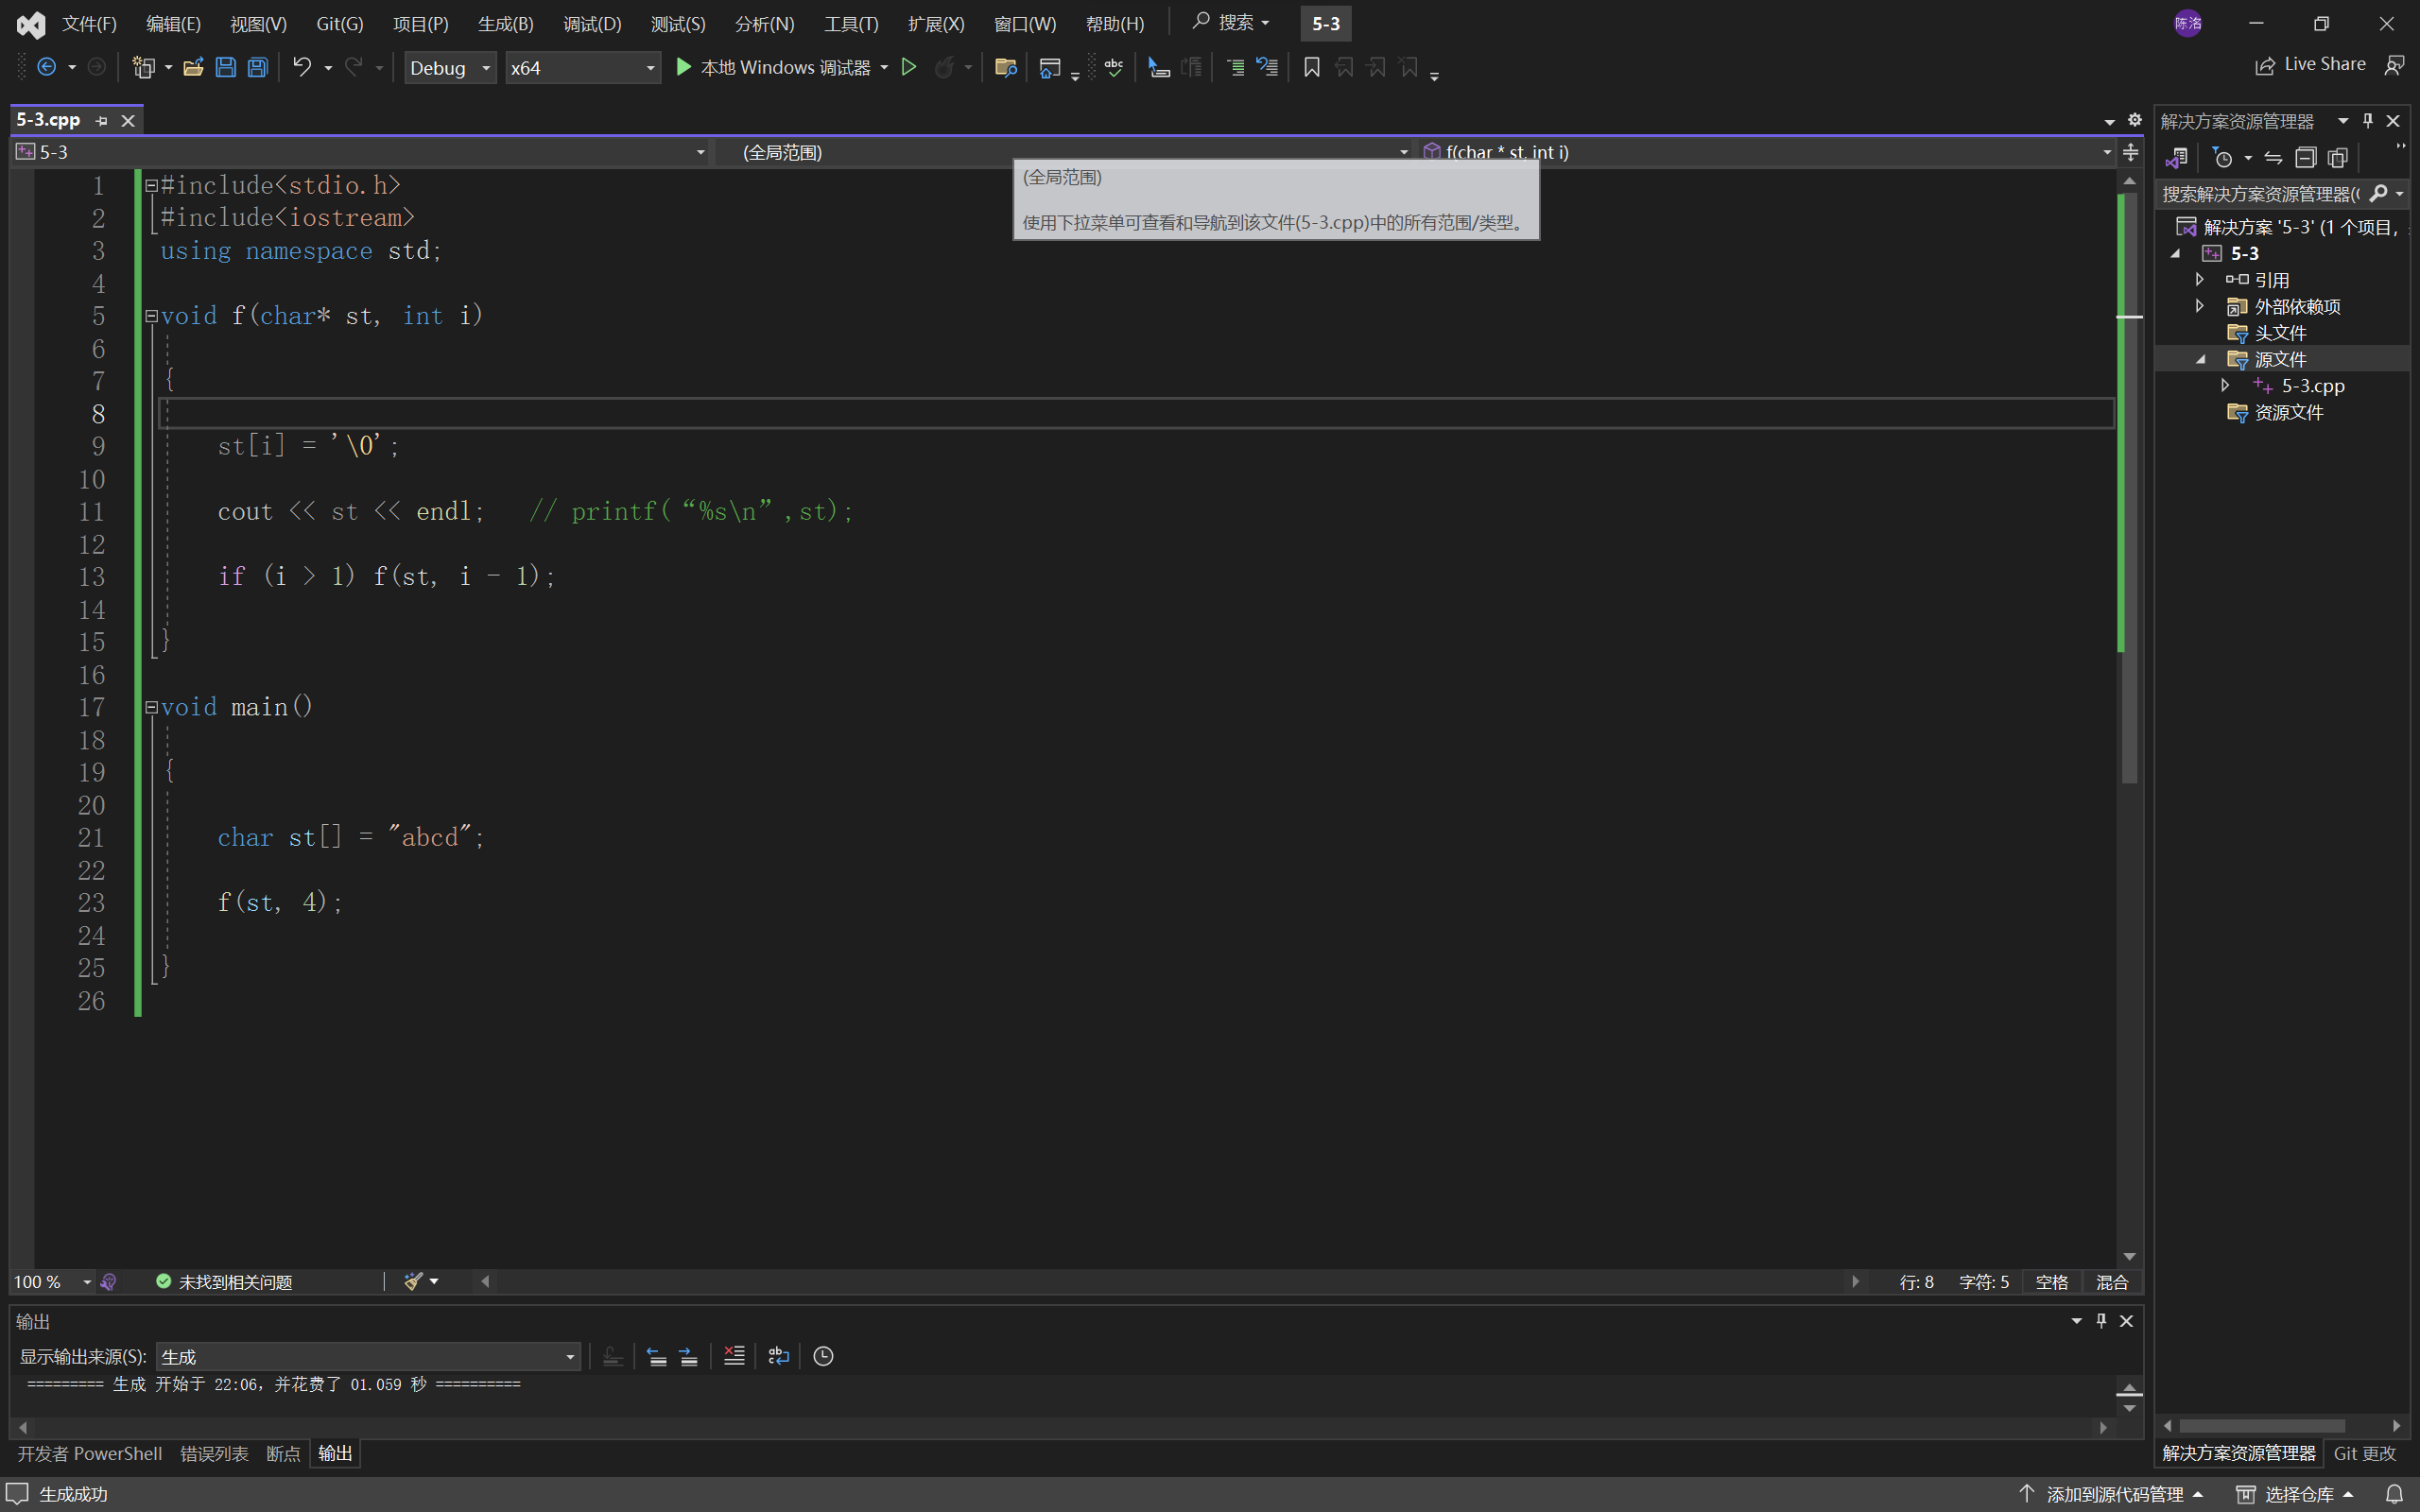 文件(F) 编辑(E) 视图(V) Git(G) 项目(P) 生成(B) 调试(D) 测试(S) 分析(N) 工具(T) 扩展(X) 窗口(W) 帮助(H) 搜索 5-3 陈洛
Debug x64 本地 Windows 调试器 Live Share
5-3.cpp
5-3 (全局范围) f(char * st, int i)
(全局范围)
使用下拉菜单可查看和导航到该文件(5-3.cpp)中的所有范围/类型。
1 #include<stdio.h>
2 #include<iostream>
3 using namespace std;
4
5 void f(char* st, int i)
6
7 {
8
9 st[i] = '\0';
10
11 cout << st << endl; // printf(“%s\n”,st);
12
13 if (i > 1) f(st, i - 1);
14
15 }
16
17 void main()
18
19 {
20
21 char st[] = "abcd";
22
23 f(st, 4);
24
25 }
26
100 % 未找到相关问题 行: 8 字符: 5 空格 混合
输出
显示输出来源(S): 生成
========= 生成 开始于 22:06，并花费了 01.059 秒 ==========
开发者 PowerShell 错误列表 断点 输出
解决方案资源管理器
搜索解决方案资源管理器(
解决方案 '5-3' (1 个项目，
5-3
引用
外部依赖项
头文件
源文件
5-3.cpp
资源文件
解决方案资源管理器 Git 更改
生成成功 添加到源代码管理 选择仓库